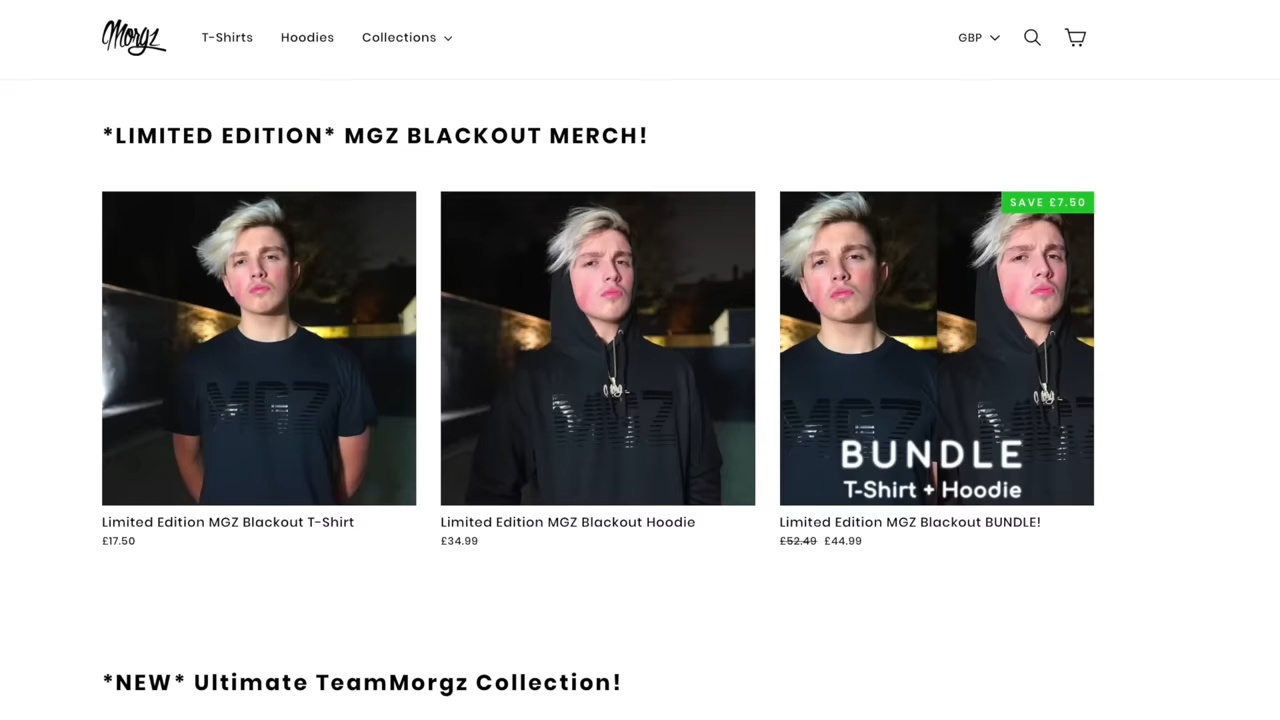 Morgz
T-Shirts
Hoodies
Collections
GBP
*LIMITED EDITION* MGZ BLACKOUT MERCH!
MGZ
MGZ
SAVE £7.50
MGZ
MGZ
BUNDLE
T-Shirt + Hoodie
Limited Edition MGZ Blackout T-Shirt
£17.50
Limited Edition MGZ Blackout Hoodie
£34.99
Limited Edition MGZ Blackout BUNDLE!
£52.49 £44.99
*NEW* Ultimate TeamMorgz Collection!